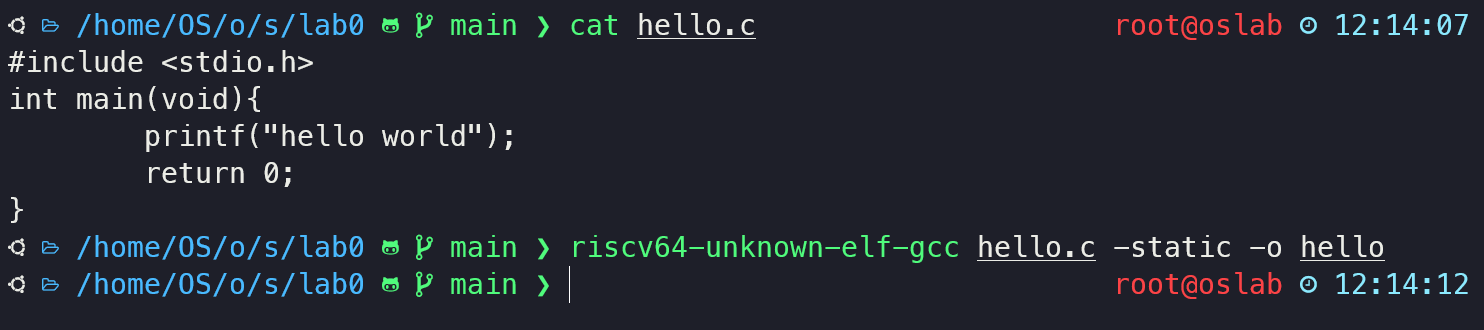 /home/OS/o/s/lab0 main ❯ cat hello.c root@oslab 12:14:07
#include <stdio.h>
int main(void){
        printf("hello world");
        return 0;
}
/home/OS/o/s/lab0 main ❯ riscv64-unknown-elf-gcc hello.c -static -o hello
/home/OS/o/s/lab0 main ❯ root@oslab 12:14:12